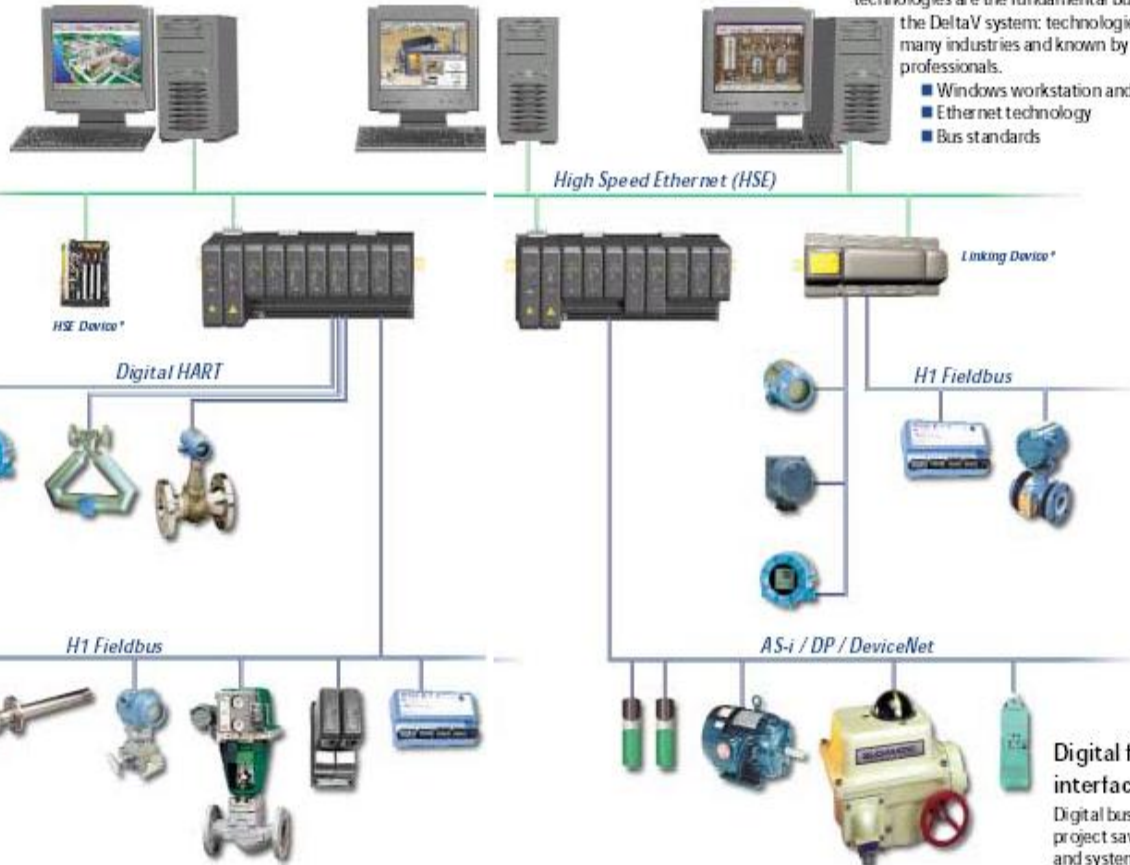 technologies are the fundamental bu
the DeltaV system: technologie
many industries and known by
professionals.
■ Windows workstation and
■ Ethernet technology
■ Bus standards
High Speed Ethernet (HSE)
Linking Device*
HSE Device*
Digital HART
H1 Fieldbus
H1 Fieldbus
AS-i / DP / DeviceNet
Digital f
interfac
Digital bus
project sav
and system